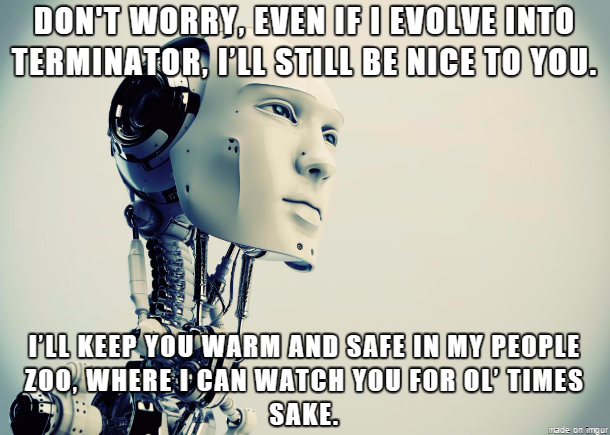 DON'T WORRY, EVEN IF I EVOLVE INTO
TERMINATOR, I'LL STILL BE NICE TO YOU.
I'LL KEEP YOU WARM AND SAFE IN MY PEOPLE
ZOO, WHERE I CAN WATCH YOU FOR OL' TIMES
SAKE.
made on imgur